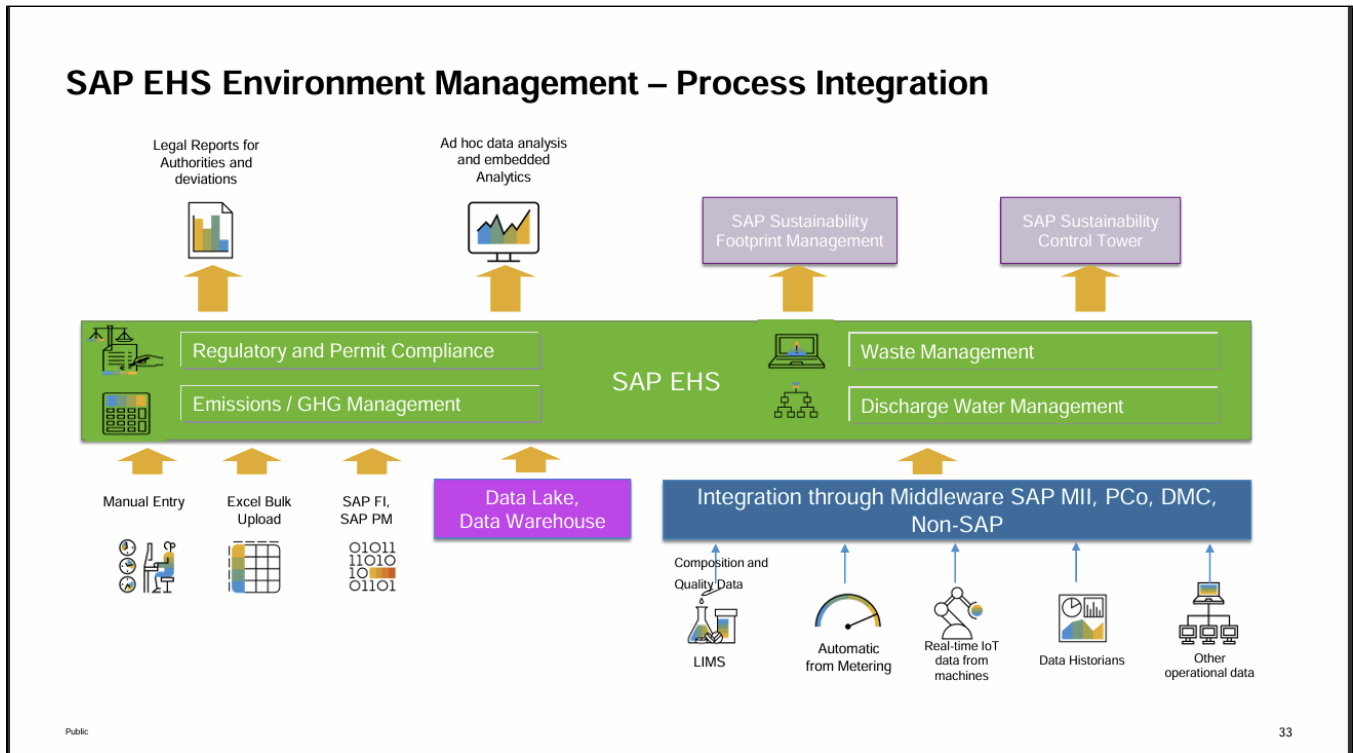 SAP EHS Environment Management – Process Integration
Legal Reports for
Authorities and
deviations
Ad hoc data analysis
and embedded
Analytics
SAP Sustainability
Footprint Management
SAP Sustainability
Control Tower
Regulatory and Permit Compliance
Emissions / GHG Management
SAP EHS
Waste Management
Discharge Water Management
Manual Entry
Excel Bulk
Upload
SAP FI,
SAP PM
01011
11010
10
01101
Data Lake,
Data Warehouse
Integration through Middleware SAP MII, PCo, DMC,
Non-SAP
Composition and
Quality Data
LIMS
Automatic
from Metering
Real-time IoT
data from
machines
Data Historians
Other
operational data
Public
33